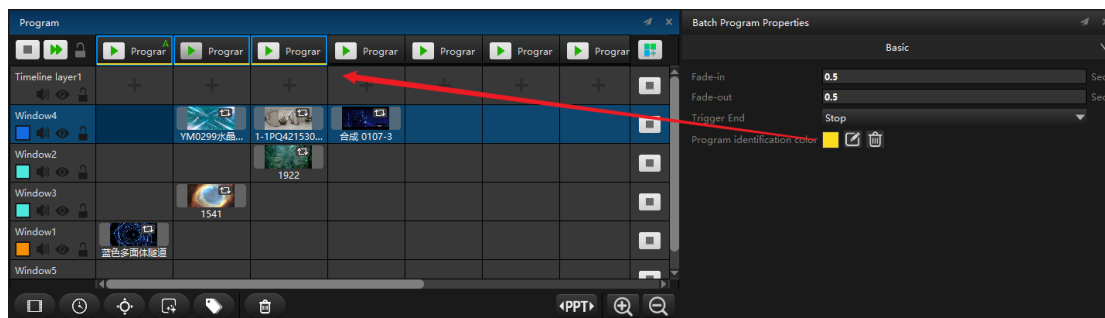 Program
Prograr A
Prograr
Prograr
Prograr
Prograr
Prograr
Prograr
Timeline layer1
Window4
YM0299水晶...
1-1PQ421530...
合成 0107-3
Window2
1922
Window3
1541
Window1
蓝色多面体隧道
Window5
PPT
Batch Program Properties
Basic
Fade-in 0.5 Sec
Fade-out 0.5 Sec
Trigger End Stop
Program identification color